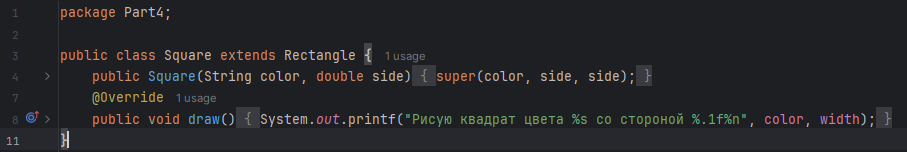 1 package Part4;
2
3 public class Square extends Rectangle { 1 usage
4 public Square(String color, double side) { super(color, side, side); }
7 @Override 1 usage
8 public void draw() { System.out.printf("Рисую квадрат цвета %s со стороной %.1f%n", color, width); }
11 }